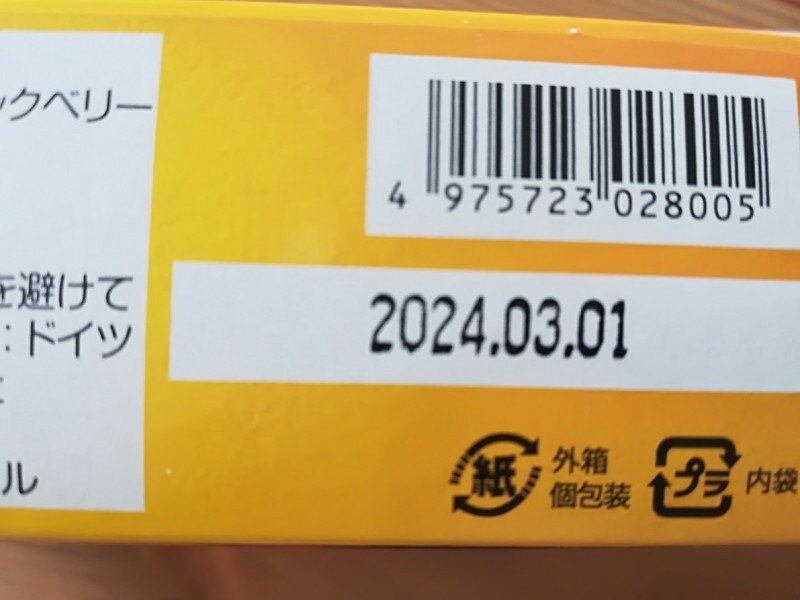 ックベリー
を避けて
：ドイツ
ル
4 975723 028005
2024.03.01
紙
外箱
個包装
プラ
内袋